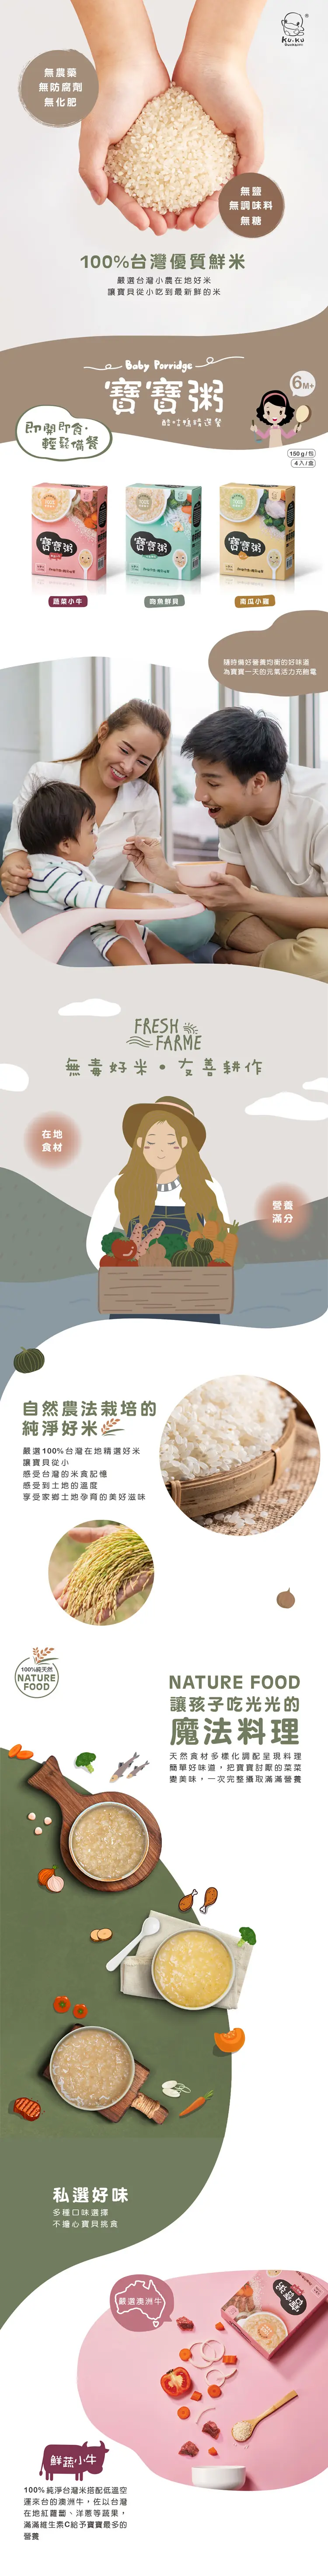 KU.KU
無農藥
無防腐劑
無化肥
無鹽
無調味料
無糖
100%台灣優質鮮米
嚴選台灣小農在地好米
讓寶貝從小吃到最新鮮的米
Baby Porridge
寶寶粥
6M+
即開即食·
輕鬆備餐
150g/包
4入/盒
寶寶粥
寶寶粥
寶寶粥
蔬菜小牛
吻魚鮮貝
南瓜小雞
隨時備好營養均衡的好味道
為寶寶一天的元氣活力充飽電
FRESH
FARME
無毒好米•友善耕作
在地
食材
營養
滿分
自然農法栽培的
純淨好米
嚴選100%台灣在地精選好米
讓寶貝從小
感受台灣的米食記憶
感受到土地的溫度
享受家鄉土地孕育的美好滋味
100%純天然
NATURE
FOOD
NATURE FOOD
讓孩子吃光光的
魔法料理
天然食材多樣化調配呈現料理
簡單好味道，把寶寶討厭的菜菜
變美味，一次完整攝取滿滿營養
私選好味
多種口味選擇
不擔心寶貝挑食
嚴選澳洲牛
寶寶粥
鮮蔬小牛
100%純淨台灣米搭配低溫空
運來台的澳洲牛，佐以台灣
在地紅蘿蔔、洋蔥等蔬果，
滿滿維生素C給予寶寶最多的
營養